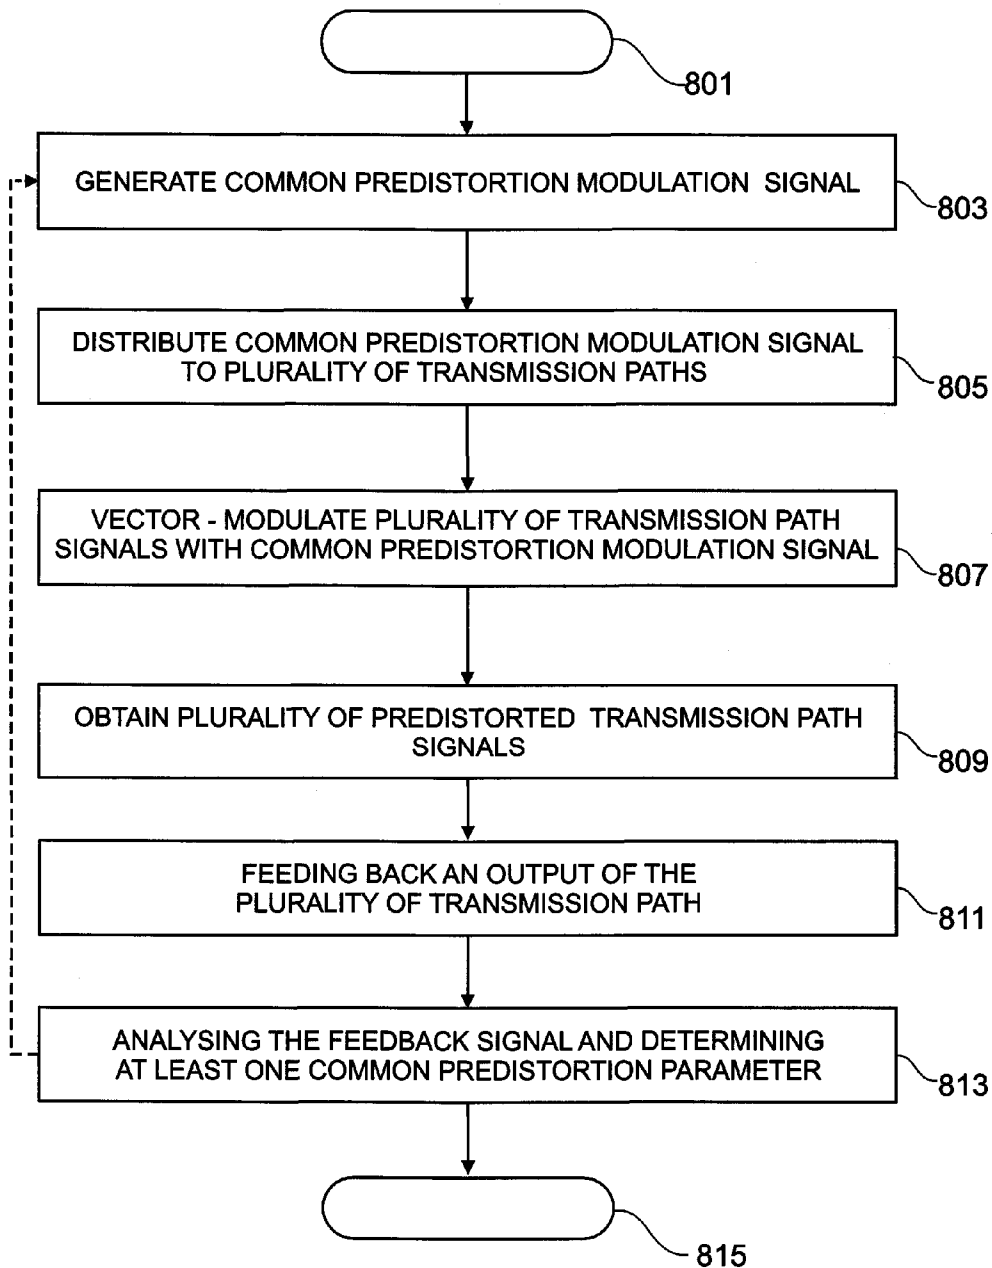 801
GENERATE COMMON PREDISTORTION MODULATION SIGNAL
803
DISTRIBUTE COMMON PREDISTORTION MODULATION SIGNAL
TO PLURALITY OF TRANSMISSION PATHS
805
VECTOR - MODULATE PLURALITY OF TRANSMISSION PATH
SIGNALS WITH COMMON PREDISTORTION MODULATION SIGNAL
807
OBTAIN PLURALITY OF PREDISTORTED TRANSMISSION PATH
SIGNALS
809
FEEDING BACK AN OUTPUT OF THE
PLURALITY OF TRANSMISSION PATH
811
ANALYSING THE FEEDBACK SIGNAL AND DETERMINING
AT LEAST ONE COMMON PREDISTORTION PARAMETER
813
815